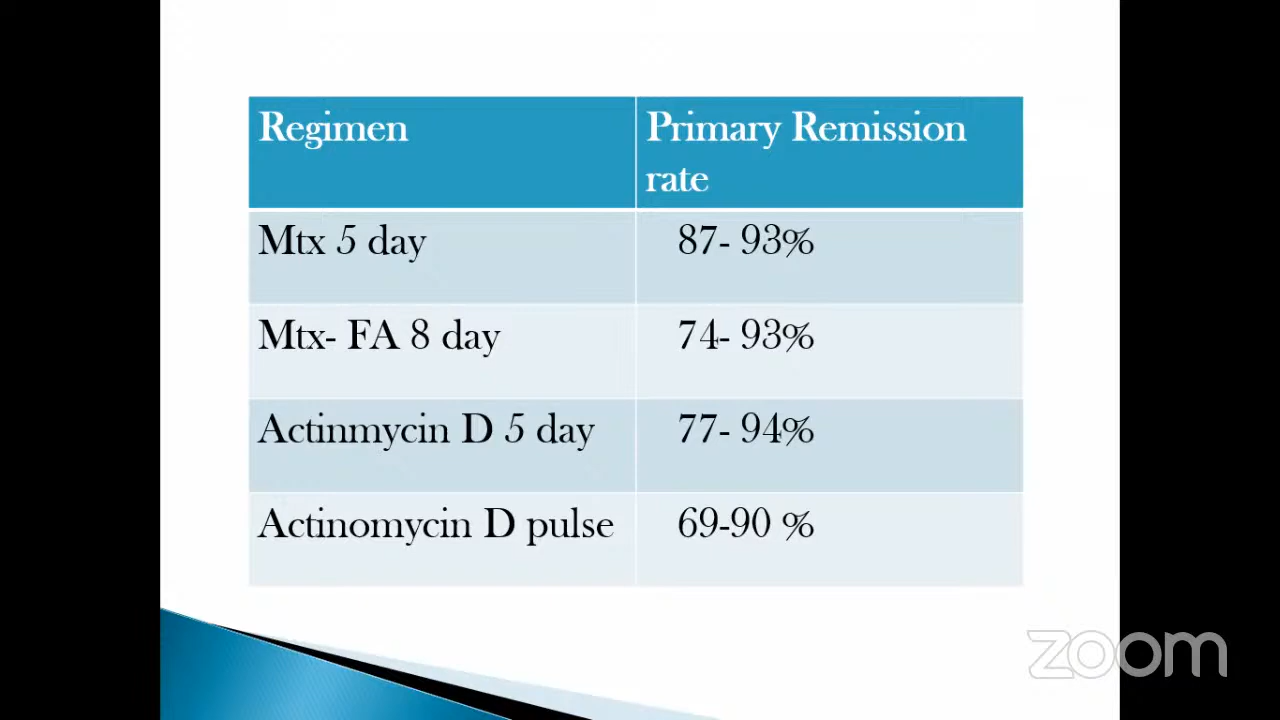 Regimen
Primary Remission
rate
Mtx 5 day
87- 93%
Mtx- FA 8 day
74- 93%
Actinmycin D 5 day
77- 94%
Actinomycin D pulse
69-90 %
zoom